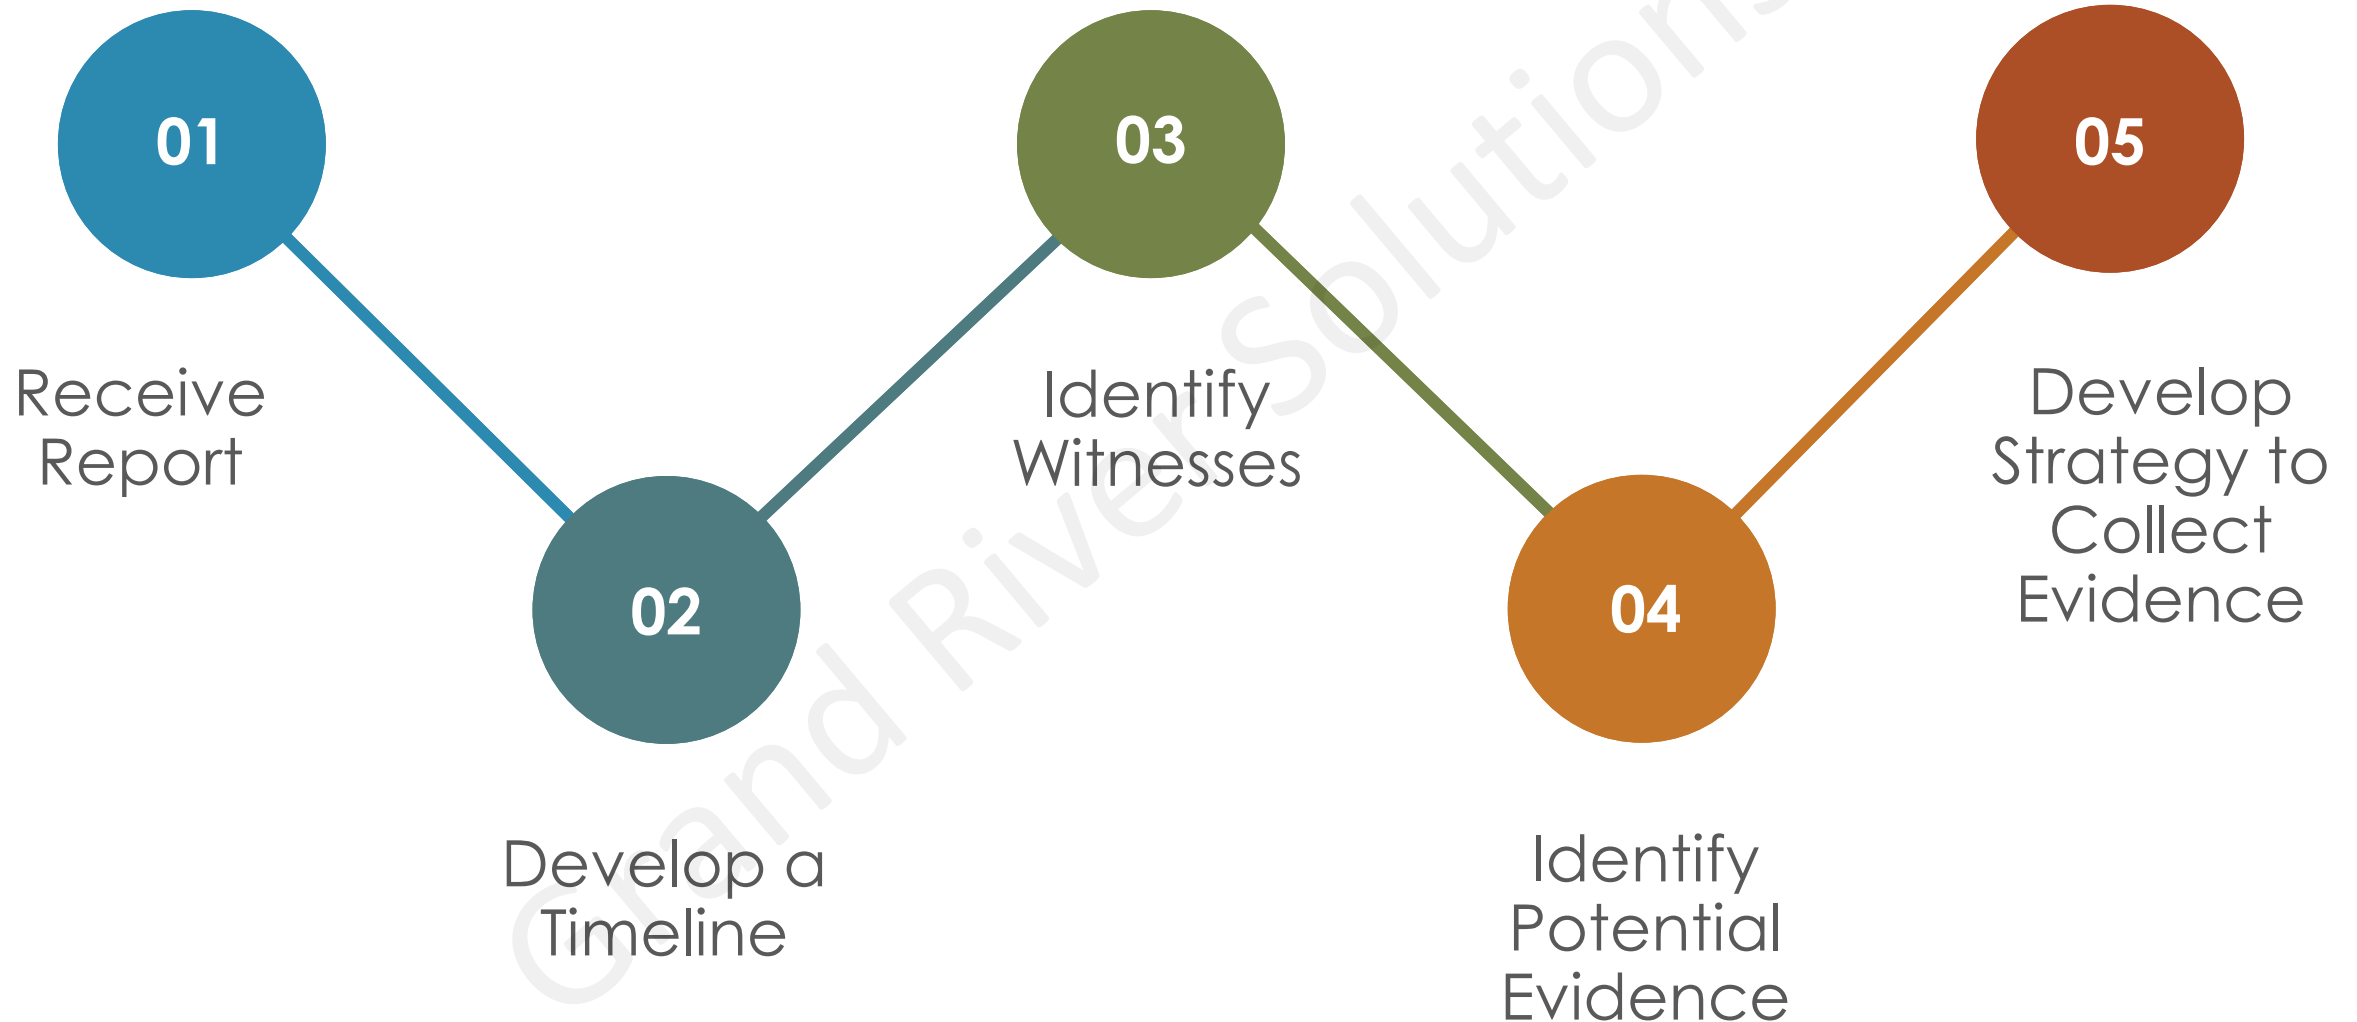 01
Receive
Report
02
Develop a
Timeline
03
Identify
Witnesses
04
Identify
Potential
Evidence
05
Develop
Strategy to
Collect
Evidence
Grand River Solutions